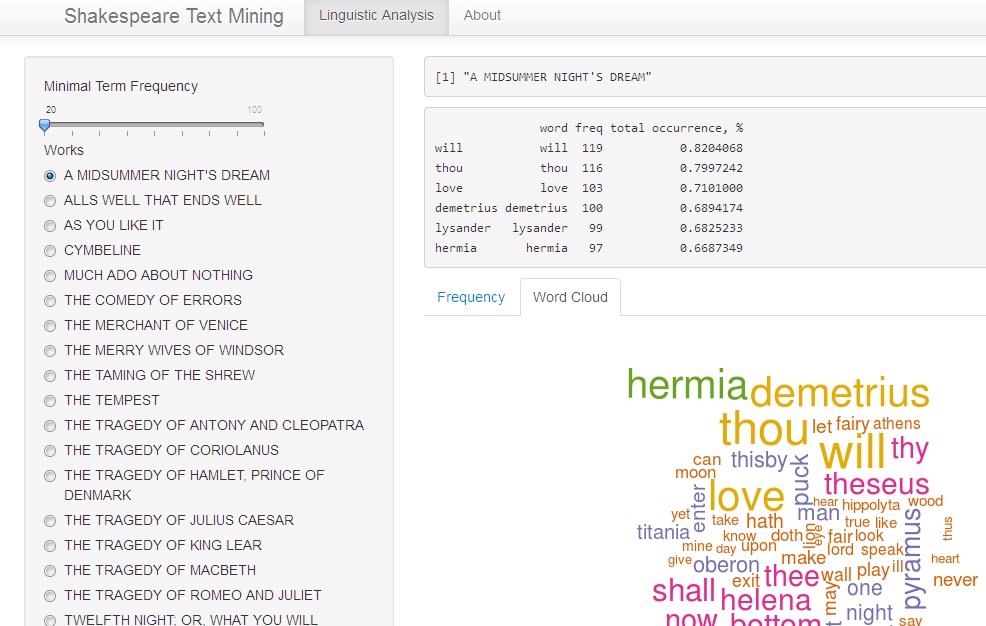 Shakespeare Text Mining Linguistic Analysis About
Minimal Term Frequency
20 100
Works
A MIDSUMMER NIGHT'S DREAM
ALLS WELL THAT ENDS WELL
AS YOU LIKE IT
CYMBELINE
MUCH ADO ABOUT NOTHING
THE COMEDY OF ERRORS
THE MERCHANT OF VENICE
THE MERRY WIVES OF WINDSOR
THE TAMING OF THE SHREW
THE TEMPEST
THE TRAGEDY OF ANTONY AND CLEOPATRA
THE TRAGEDY OF CORIOLANUS
THE TRAGEDY OF HAMLET, PRINCE OF
DENMARK
THE TRAGEDY OF JULIUS CAESAR
THE TRAGEDY OF KING LEAR
THE TRAGEDY OF MACBETH
THE TRAGEDY OF ROMEO AND JULIET
TWELFTH NIGHT; OR, WHAT YOU WILL
[1] "A MIDSUMMER NIGHT'S DREAM"
word freq total occurrence, %
will will 119 0.8204068
thou thou 116 0.7997242
love love 103 0.7101000
demetrius demetrius 100 0.6894174
lysander lysander 99 0.6825233
hermia hermia 97 0.6687349
Frequency Word Cloud
hermia demetrius
thou let fairy athens
can thisby puck will thy
moon theseus
enter love hear hippolyta wood
yet take hath man true like thus
titania know doth lion eye fair look pyramus
mine day upon lord speak
give oberon make heart
exit thee wall play ill never
shall helena may one
now bottom night say